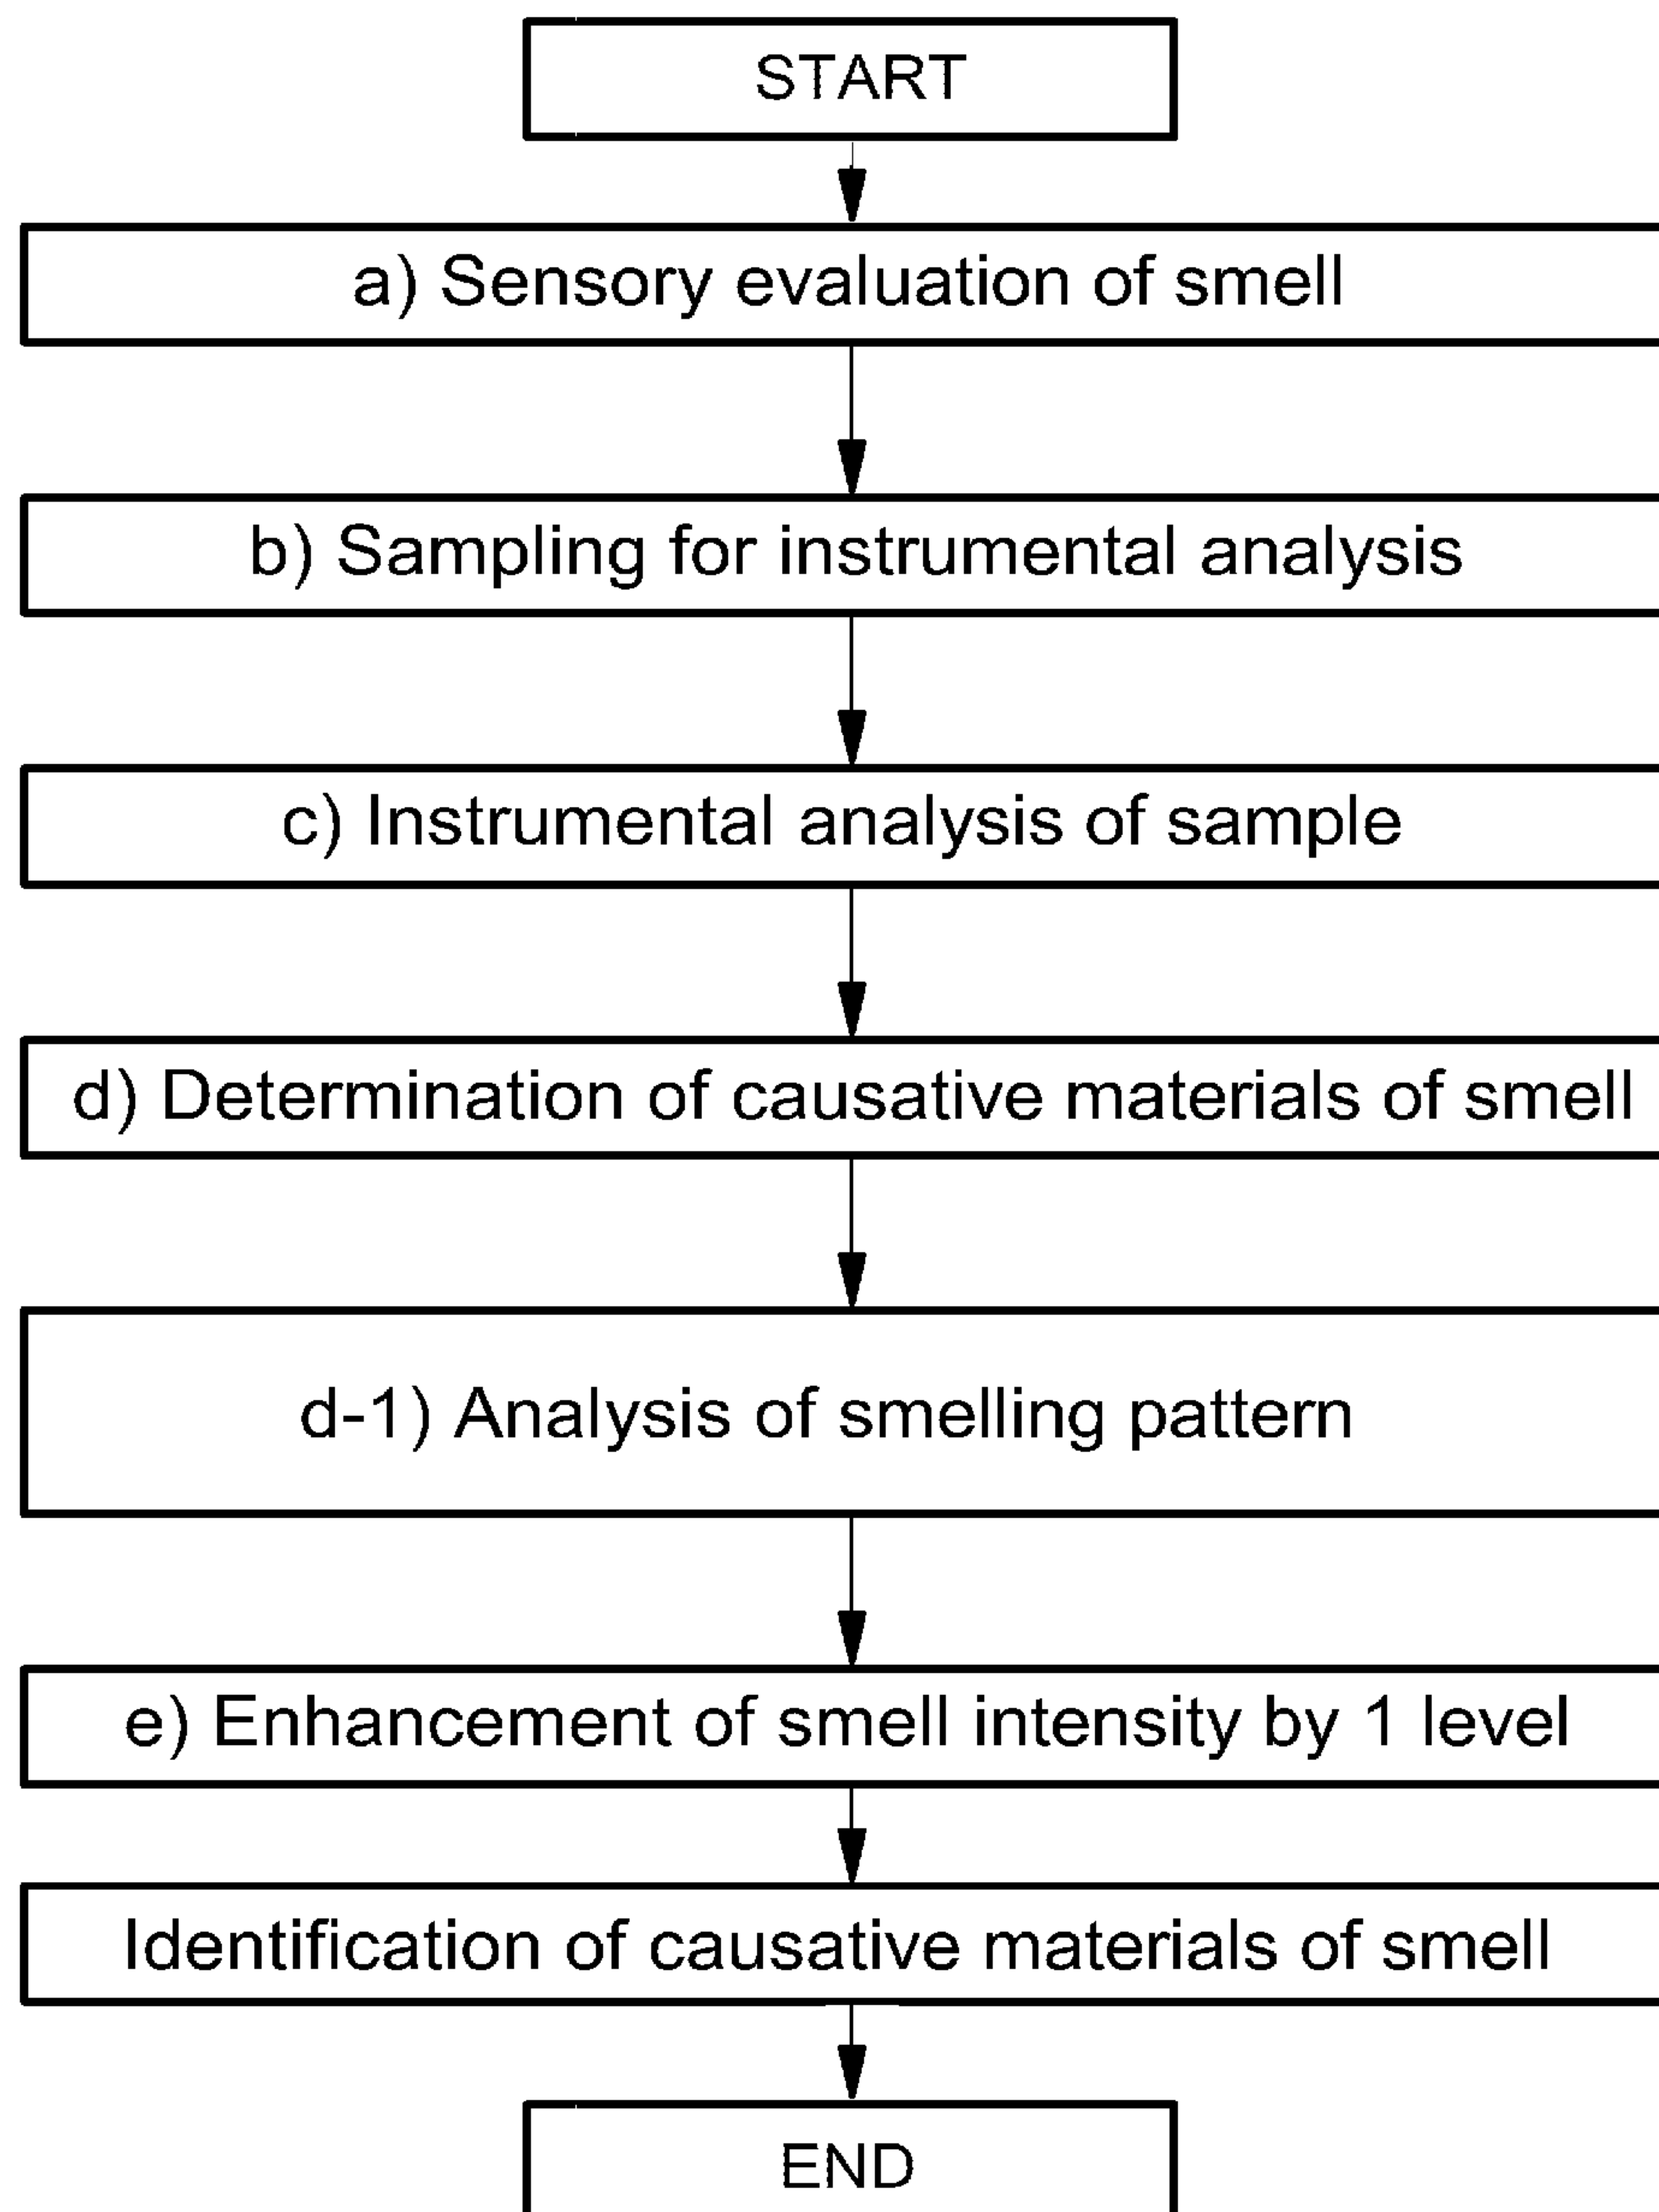 START
a) Sensory evaluation of smell
b) Sampling for instrumental analysis
c) Instrumental analysis of sample
d) Determination of causative materials of smell
d-1) Analysis of smelling pattern
e) Enhancement of smell intensity by 1 level
Identification of causative materials of smell
END